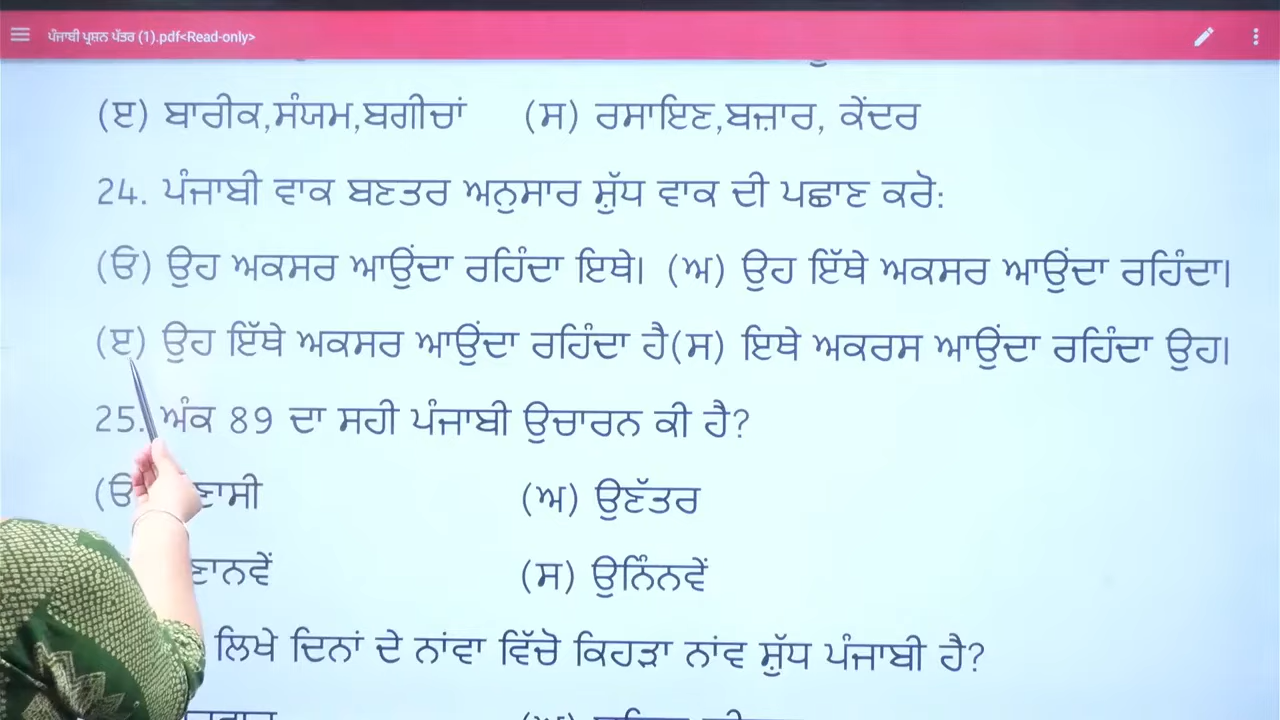 ਪੰਜਾਬੀ ਪ੍ਰਸ਼ਨ ਪੱਤਰ (1).pdf<Read-only>
(ੲ) ਬਾਰੀਕ,ਸੰਯਮ,ਬਗੀਚਾਂ (ਸ) ਰਸਾਇਣ,ਬਜ਼ਾਰ, ਕੇਂਦਰ
24. ਪੰਜਾਬੀ ਵਾਕ ਬਣਤਰ ਅਨੁਸਾਰ ਸ਼ੁੱਧ ਵਾਕ ਦੀ ਪਛਾਣ ਕਰੋ:
(ੳ) ਉਹ ਅਕਸਰ ਆਉਂਦਾ ਰਹਿੰਦਾ ਇਥੇ। (ਅ) ਉਹ ਇੱਥੇ ਅਕਸਰ ਆਉਂਦਾ ਰਹਿੰਦਾ।
(ੲ) ਉਹ ਇੱਥੇ ਅਕਸਰ ਆਉਂਦਾ ਰਹਿੰਦਾ ਹੈ(ਸ) ਇਥੇ ਅਕਰਸ ਆਉਂਦਾ ਰਹਿੰਦਾ ਉਹ।
25. ਅੰਕ 89 ਦਾ ਸਹੀ ਪੰਜਾਬੀ ਉਚਾਰਨ ਕੀ ਹੈ?
(ਅ) ਉਣੱਤਰ
(ਸ) ਉਨਿੰਨਵੇਂ
ਲਿਖੇ ਦਿਨਾਂ ਦੇ ਨਾਂਵਾ ਵਿੱਚੋ ਕਿਹੜਾ ਨਾਂਵ ਸ਼ੁੱਧ ਪੰਜਾਬੀ ਹੈ?